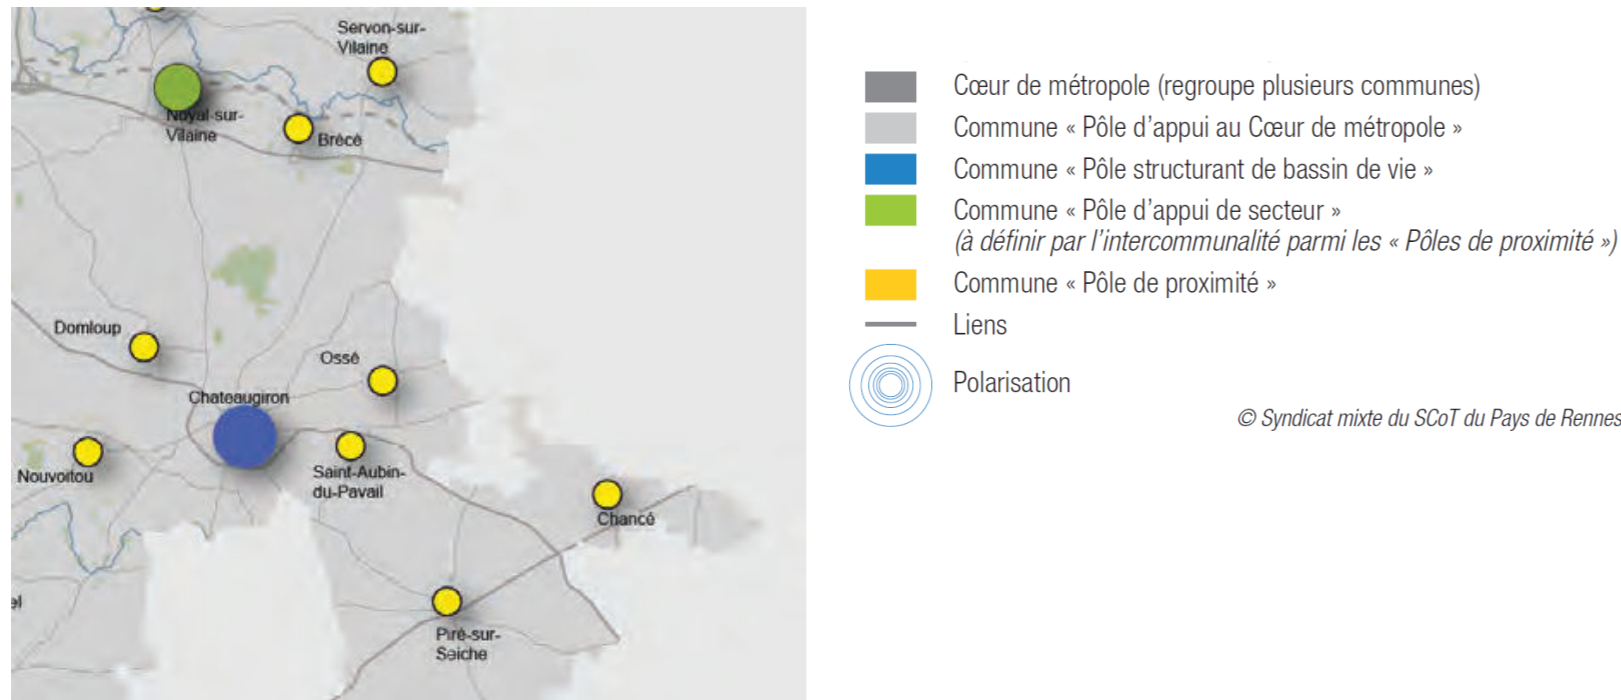 Servon-sur-
Vilaine
Noyal-sur-
Vilaine
Brécé
Domloup
Ossé
Chateaugiron
Nouvoitou
Saint-Aubin-
du-Pavail
Chancé
el
Piré-sur-
Seiche
Cœur de métropole (regroupe plusieurs communes)
Commune « Pôle d'appui au Cœur de métropole »
Commune « Pôle structurant de bassin de vie »
Commune « Pôle d'appui de secteur »
(à définir par l'intercommunalité parmi les « Pôles de proximité »)
Commune « Pôle de proximité »
Liens
Polarisation
© Syndicat mixte du SCoT du Pays de Rennes